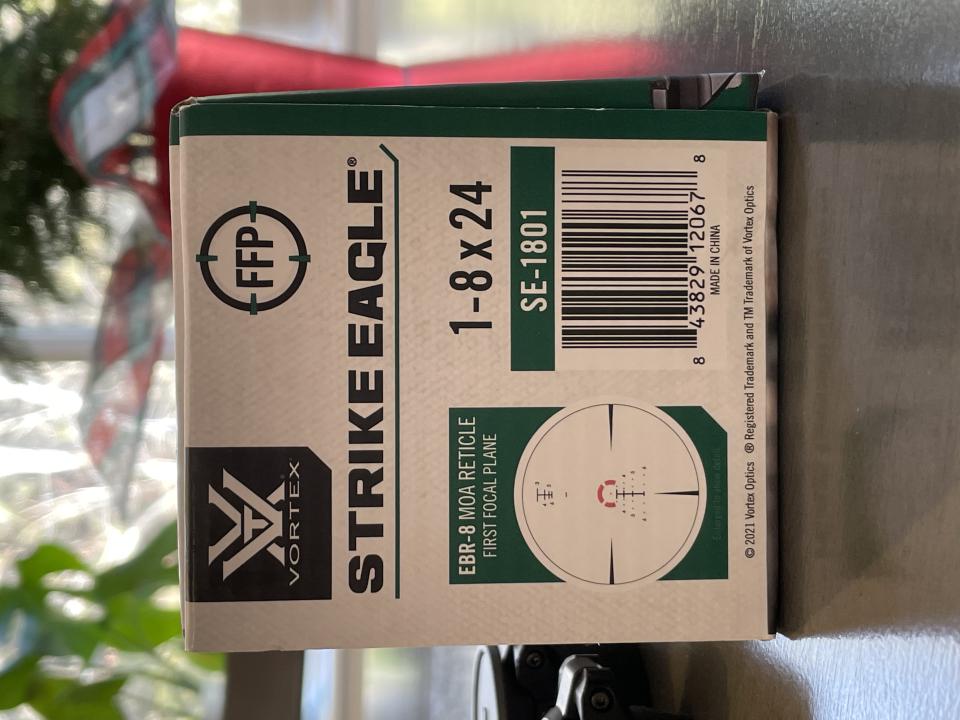 VORTEX®
FFP
STRIKE EAGLE®
EBR-8 MOA RETICLE
FIRST FOCAL PLANE
1-8 x 24
SE-1801
8 43829 12067 8
MADE IN CHINA
© 2021 Vortex Optics ® Registered Trademark and TM Trademark of Vortex Optics